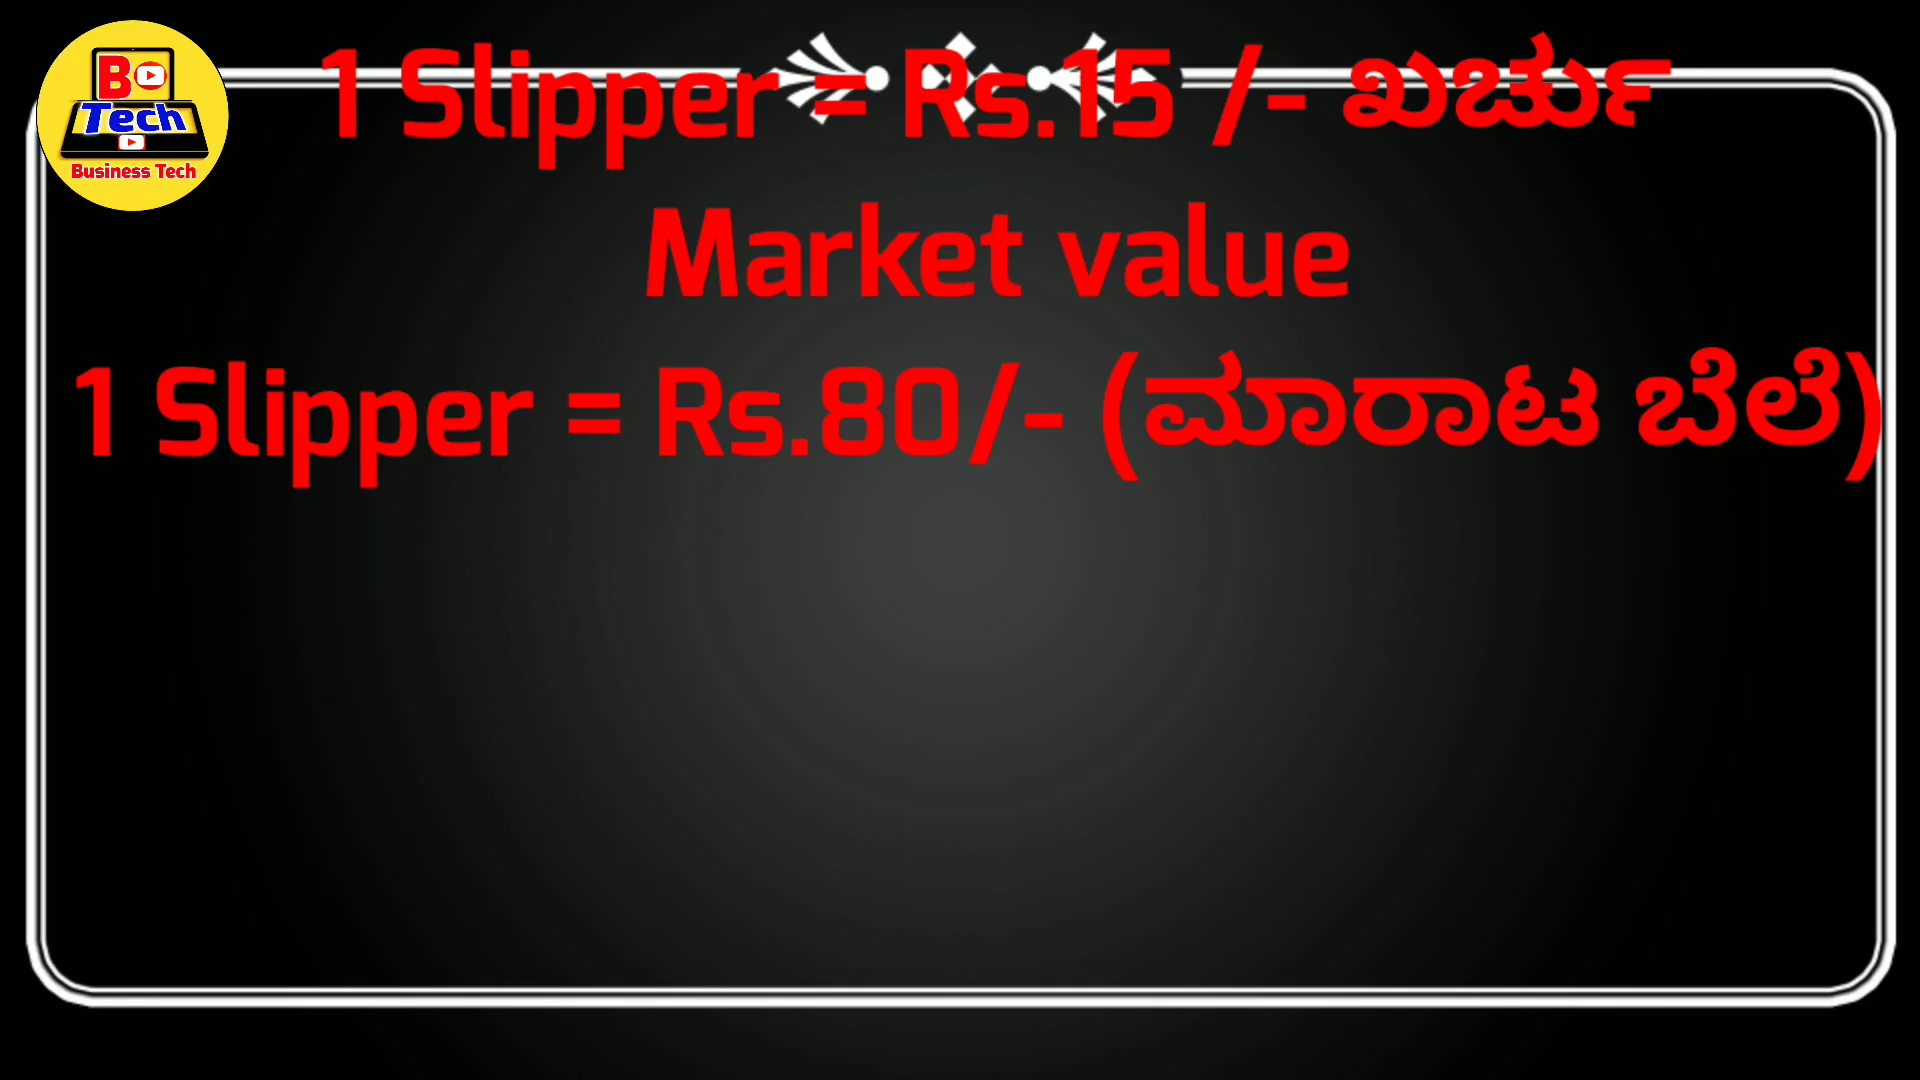 B
Tech
Business Tech
1 Slipper = Rs.15 /- ಖರ್ಚು
Market value
1 Slipper = Rs.80/- (ಮಾರಾಟ ಬೆಲೆ)